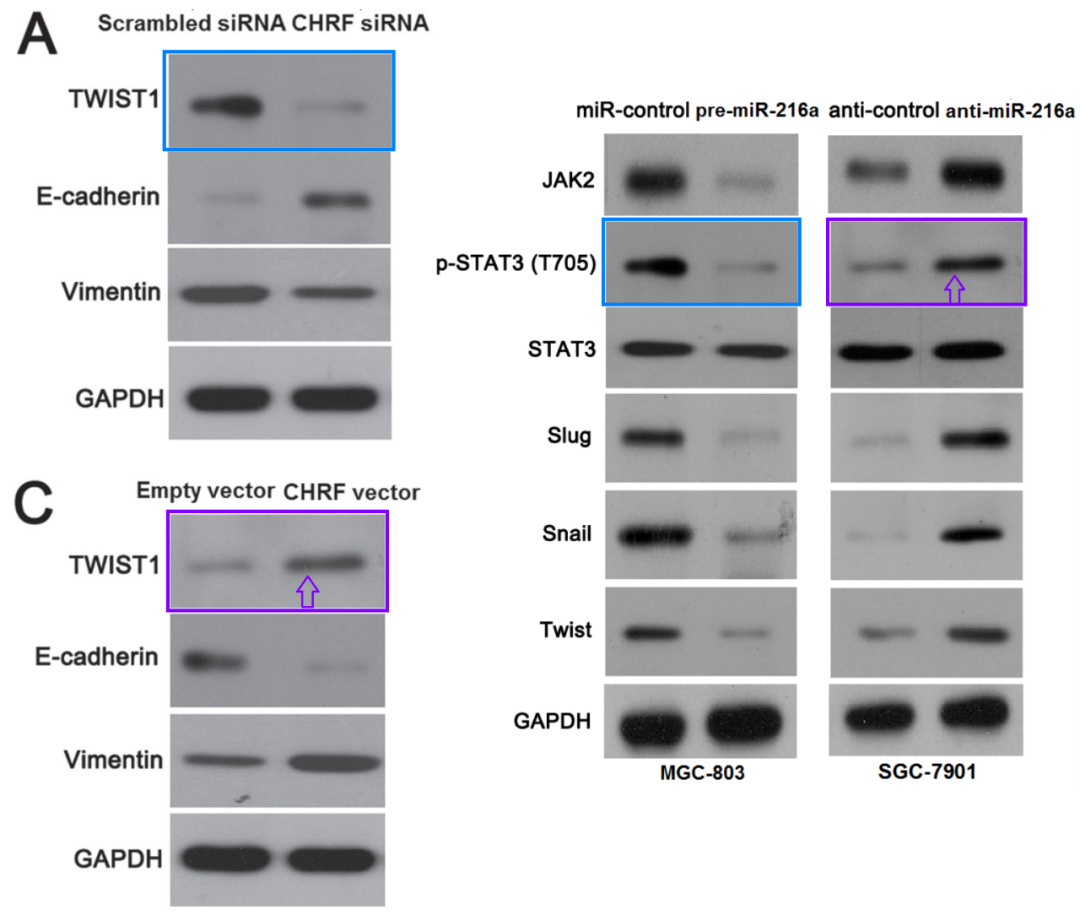 A
Scrambled siRNA CHRF siRNA
TWIST1
E-cadherin
Vimentin
GAPDH
C
Empty vector CHRF vector
TWIST1
E-cadherin
Vimentin
GAPDH
miR-control pre-miR-216a anti-control anti-miR-216a
JAK2
p-STAT3 (T705)
STAT3
Slug
Snail
Twist
GAPDH
MGC-803 SGC-7901